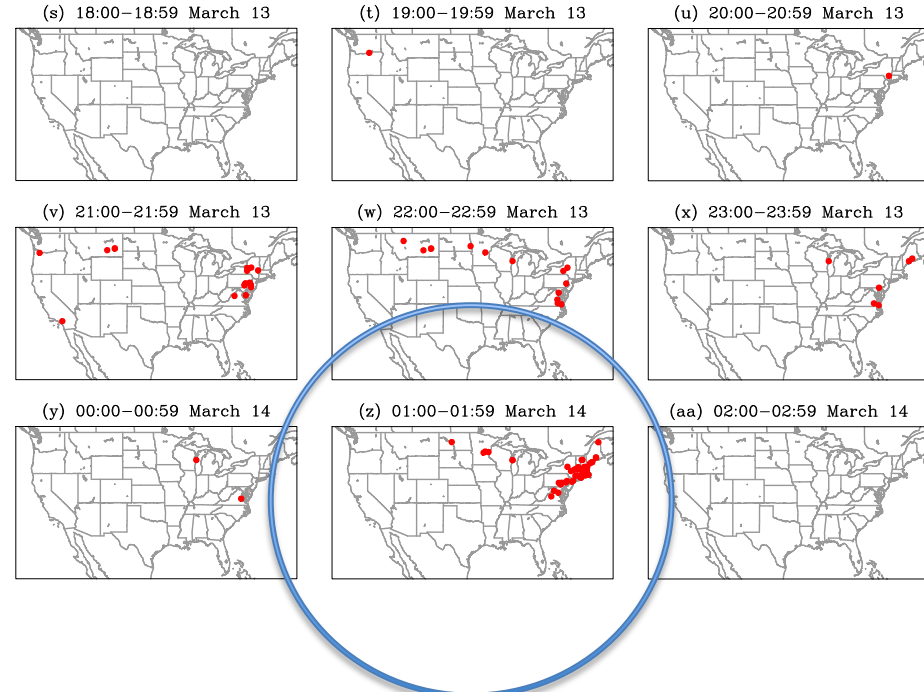 (s) 18:00−18:59 March 13
(t) 19:00−19:59 March 13
(u) 20:00−20:59 March 13
(v) 21:00−21:59 March 13
(w) 22:00−22:59 March 13
(x) 23:00−23:59 March 13
(y) 00:00−00:59 March 14
(z) 01:00−01:59 March 14
(aa) 02:00−02:59 March 14